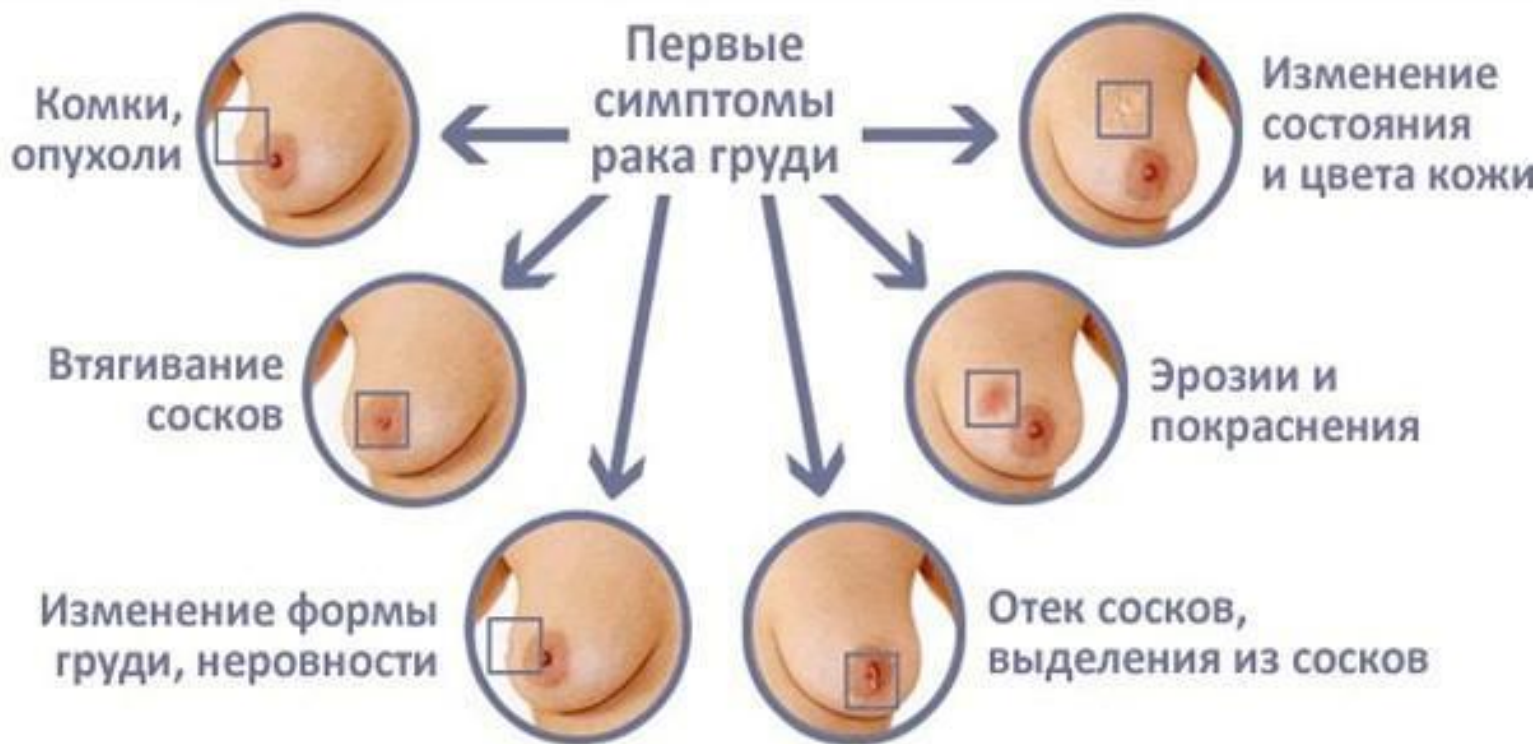 Первые
симптомы
рака груди
Комки,
опухоли
Изменение
состояния
и цвета кожи
Втягивание
сосков
Эрозии и
покраснения
Изменение формы
груди, неровности
Отек сосков,
выделения из сосков